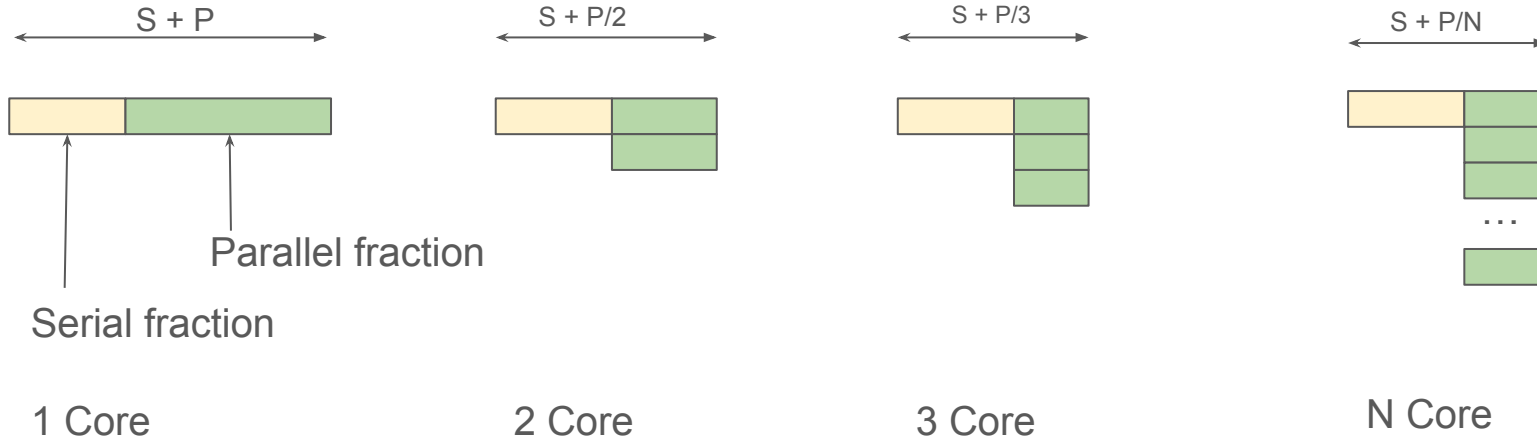 S + P
S + P/2
S + P/3
S + P/N
...
Parallel fraction
Serial fraction
1 Core
2 Core
3 Core
N Core